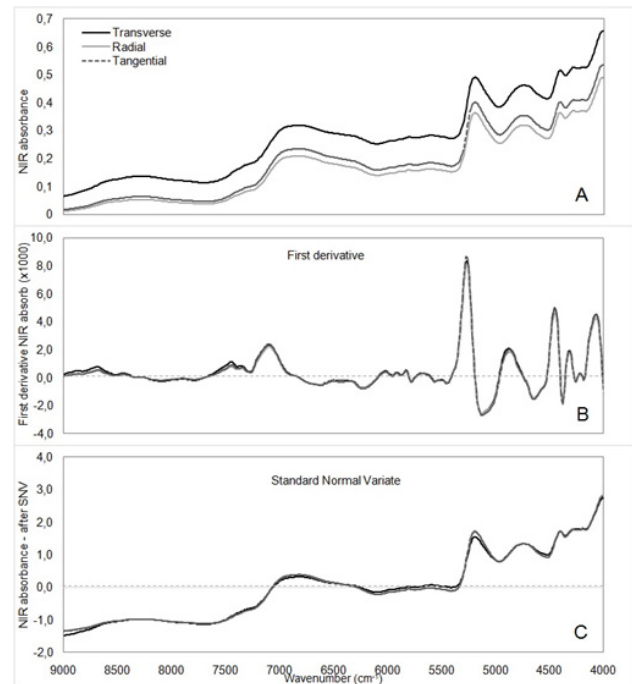 Transverse
Radial
Tangential
0,7
0,6
0,5
0,4
0,3
0,2
0,1
0
NIR absorbance
A
First derivative
10,0
8,0
6,0
4,0
2,0
0,0
-2,0
-4,0
First derivative NIR absorb (x1000)
B
Standard Normal Variate
4,0
3,0
2,0
1,0
0,0
-1,0
-2,0
NIR absorbance - after SNV
C
9000 8500 8000 7500 7000 6500 6000 5500 5000 4500 4000
Wavenumber (cm⁻¹)